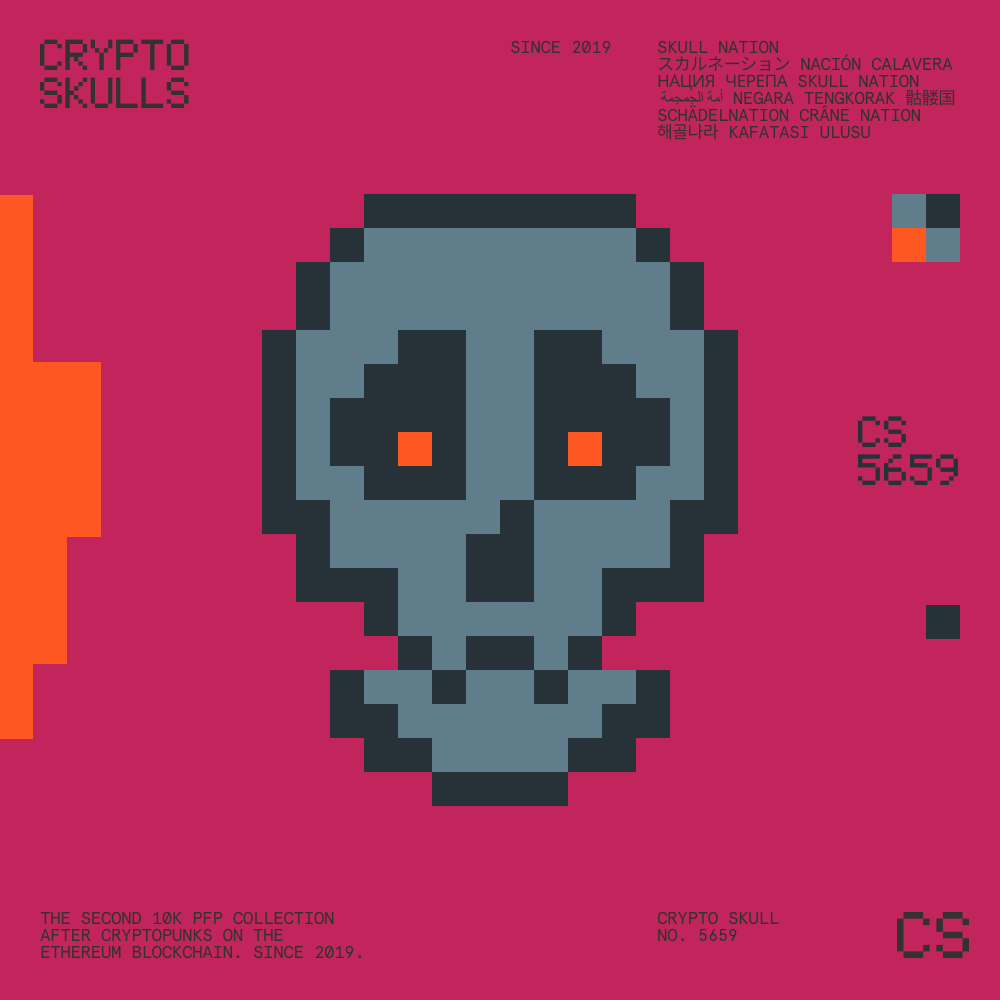 CRYPTO
SKULLS
SINCE 2019
SKULL NATION
スカルネーション NACIÓN CALAVERA
НАЦИЯ ЧЕРЕПА SKULL NATION
أمة الجمجمة NEGARA TENGKORAK 骷髅国
SCHÄDELNATION CRÂNE NATION
해골나라 KAFATASI ULUSU
CS
5659
THE SECOND 10K PFP COLLECTION
AFTER CRYPTOPUNKS ON THE
ETHEREUM BLOCKCHAIN. SINCE 2019.
CRYPTO SKULL
NO. 5659
CS